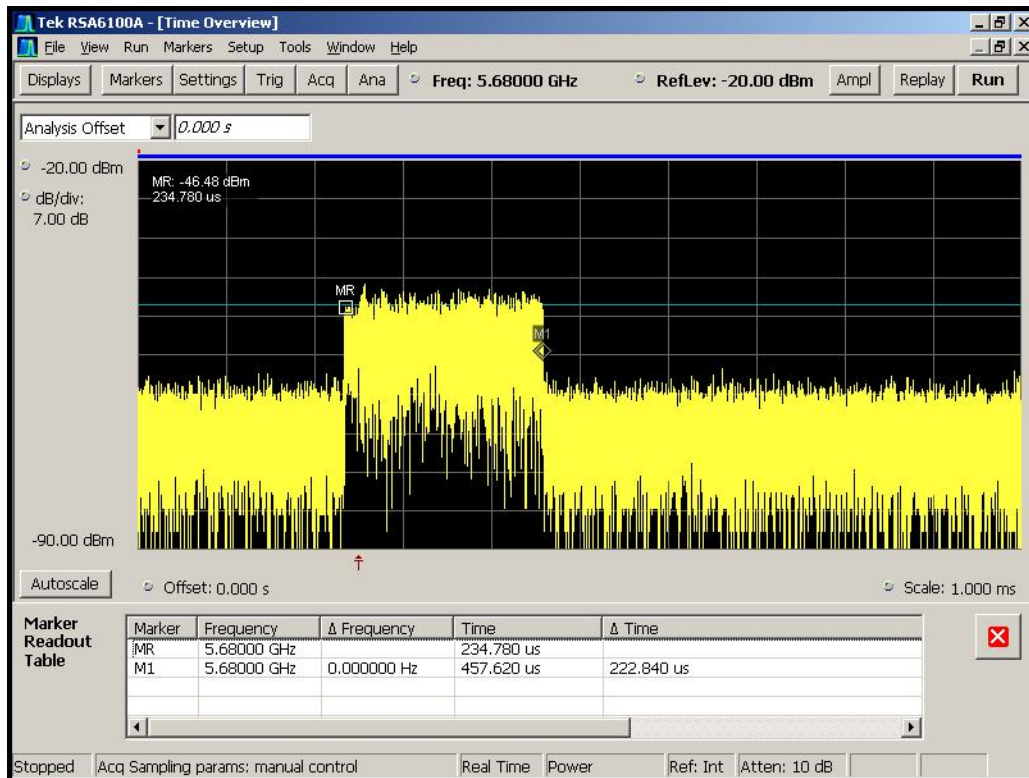 Tek RSA6100A - [Time Overview]
File View Run Markers Setup Tools Window Help
Displays Markers Settings Trig Acq Ana Freq: 5.68000 GHz RefLev: -20.00 dBm Ampl Replay Run
Analysis Offset 0.000 s
-20.00 dBm
dB/div:
7.00 dB
MR: -46.48 dBm
234.780 us
MR
M1
-90.00 dBm
Autoscale Offset: 0.000 s Scale: 1.000 ms
Marker Readout Table
Marker Frequency Δ Frequency Time Δ Time
MR 5.68000 GHz 234.780 us
M1 5.68000 GHz 0.000000 Hz 457.620 us 222.840 us
Stopped Acq Sampling params: manual control Real Time Power Ref: Int Atten: 10 dB